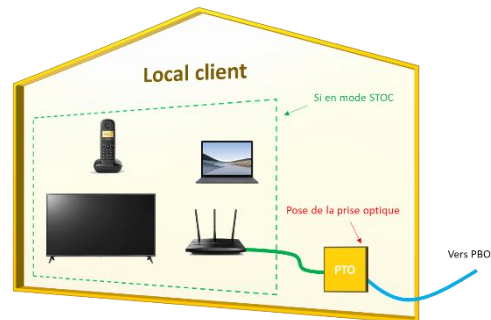 Local client
Si en mode STOC
Pose de la prise optique
PTO
Vers PBO